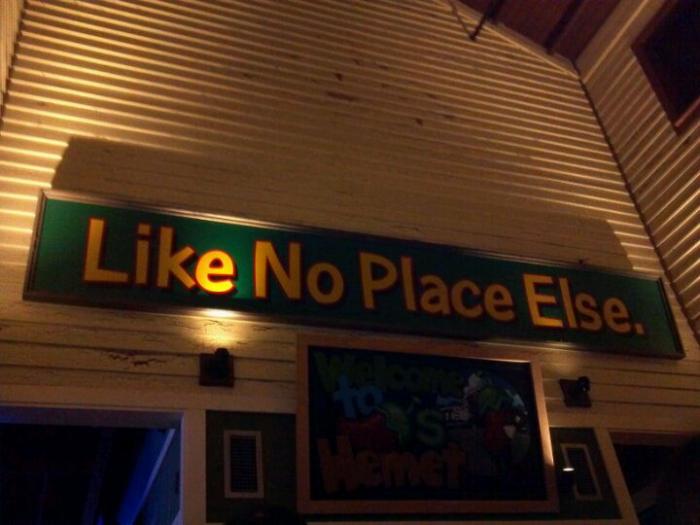 Like No Place Else.
Welcome
to
's
Hemet